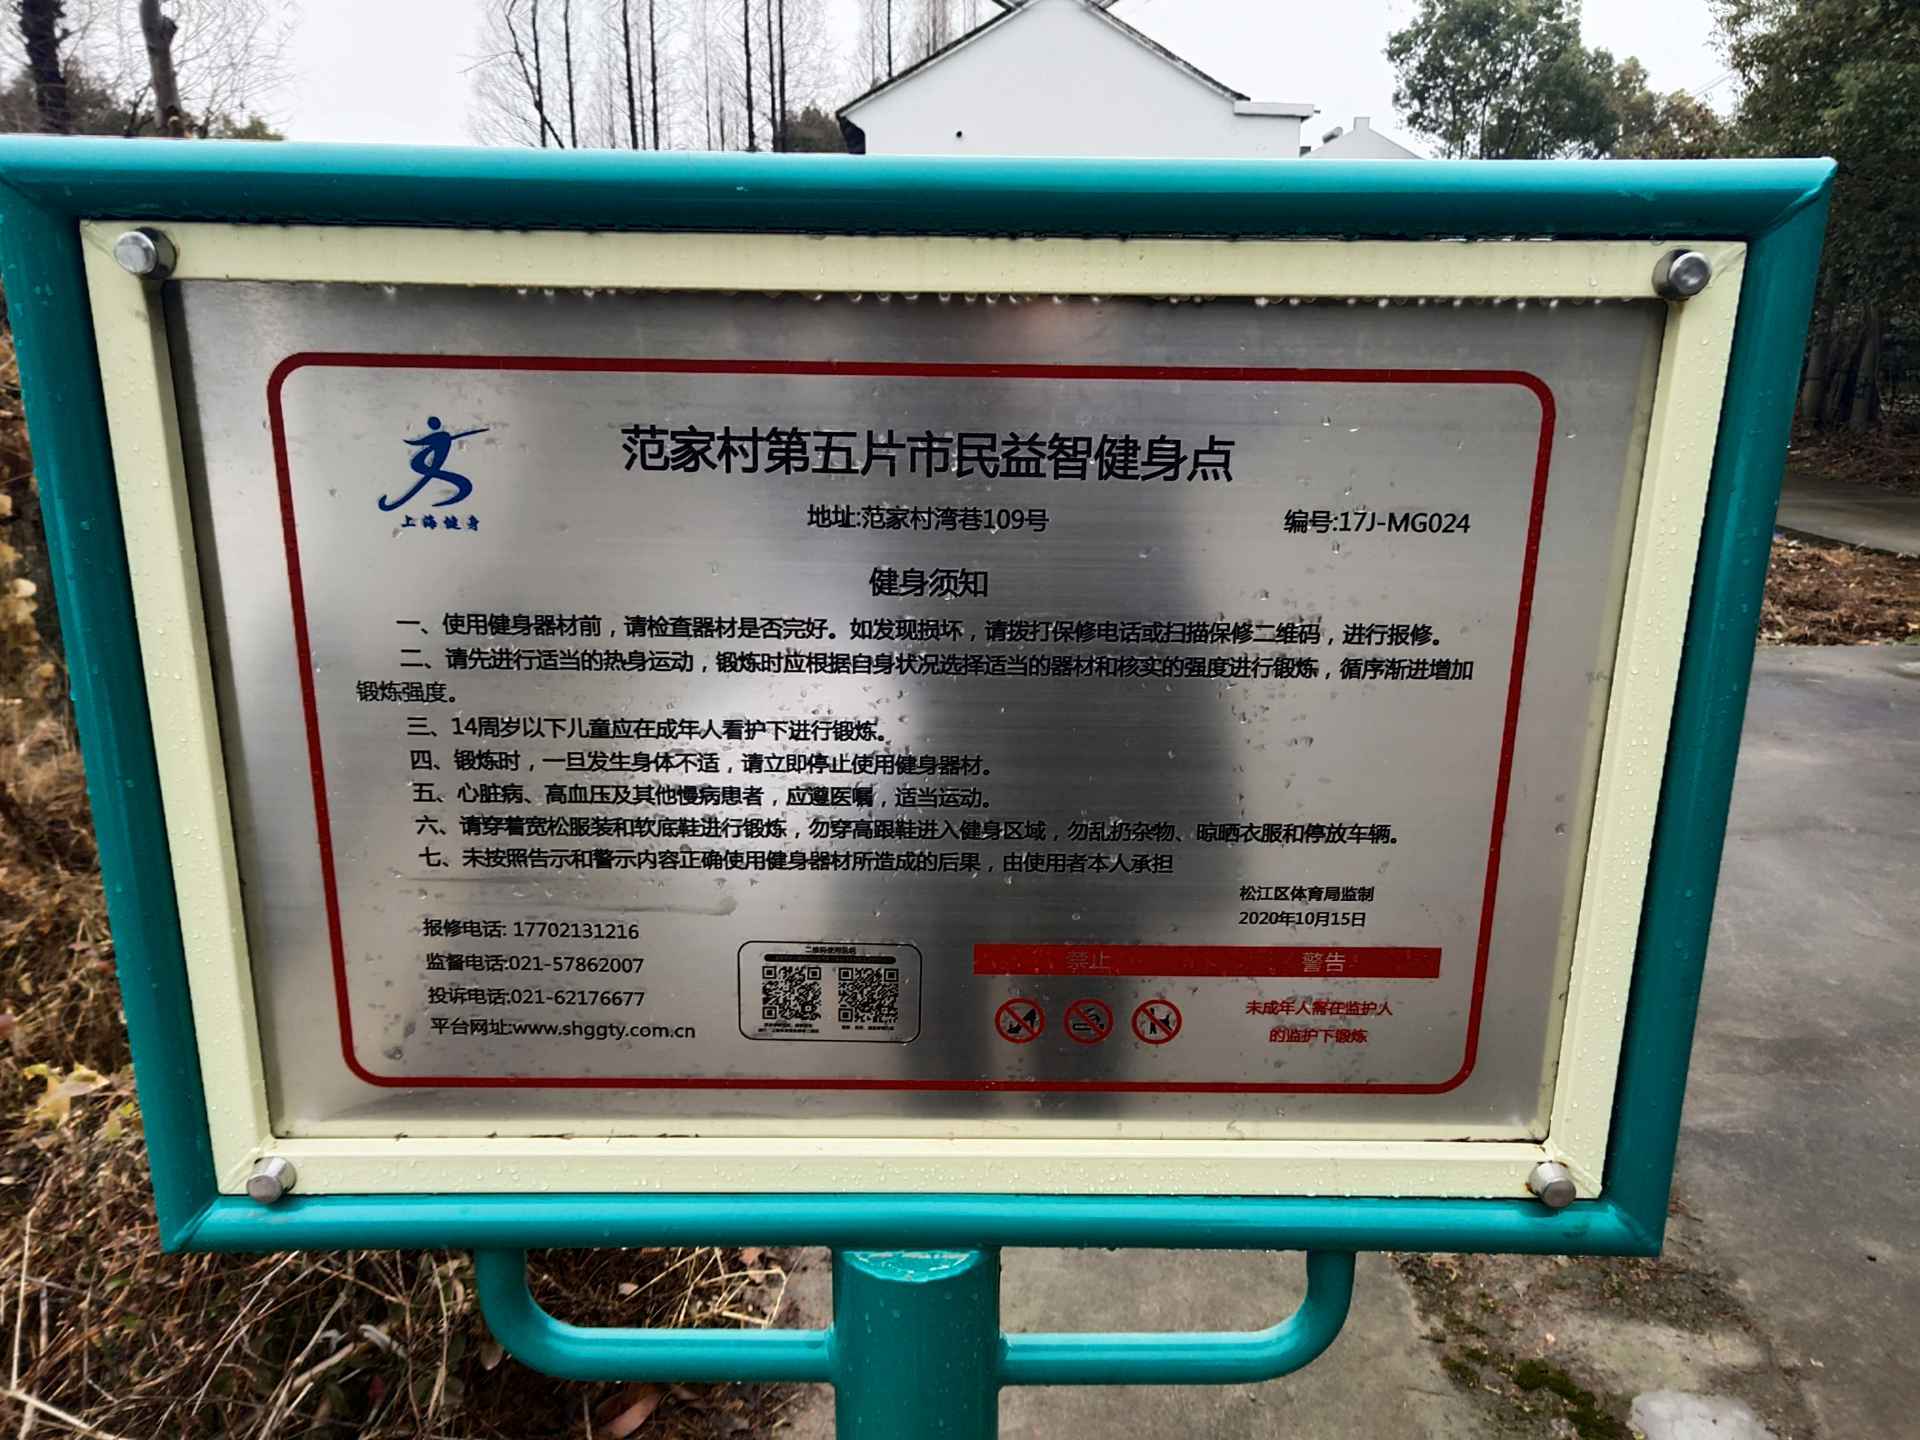 范家村第五片市民益智健身点
上海健身
地址:范家村湾巷109号
编号:17J-MG024
健身须知
一、使用健身器材前，请检查器材是否完好。如发现损坏，请拨打保修电话或扫描保修二维码，进行报修。
二、请先进行适当的热身运动，锻炼时应根据自身状况选择适当的器材和核实的强度进行锻炼，循序渐进增加
锻炼强度。
三、14周岁以下儿童应在成年人看护下进行锻炼。
四、锻炼时，一旦发生身体不适，请立即停止使用健身器材。
五、心脏病、高血压及其他慢病患者，应遵医嘱，适当运动。
六、请穿着宽松服装和软底鞋进行锻炼，勿穿高跟鞋进入健身区域，勿乱扔杂物、晾晒衣服和停放车辆。
七、未按照告示和警示内容正确使用健身器材所造成的后果，由使用者本人承担
松江区体育局监制
2020年10月15日
报修电话: 17702131216
监督电话:021-57862007
投诉电话:021-62176677
平台网址:www.shggty.com.cn
禁止
警告
未成年人需在监护人
的监护下锻炼